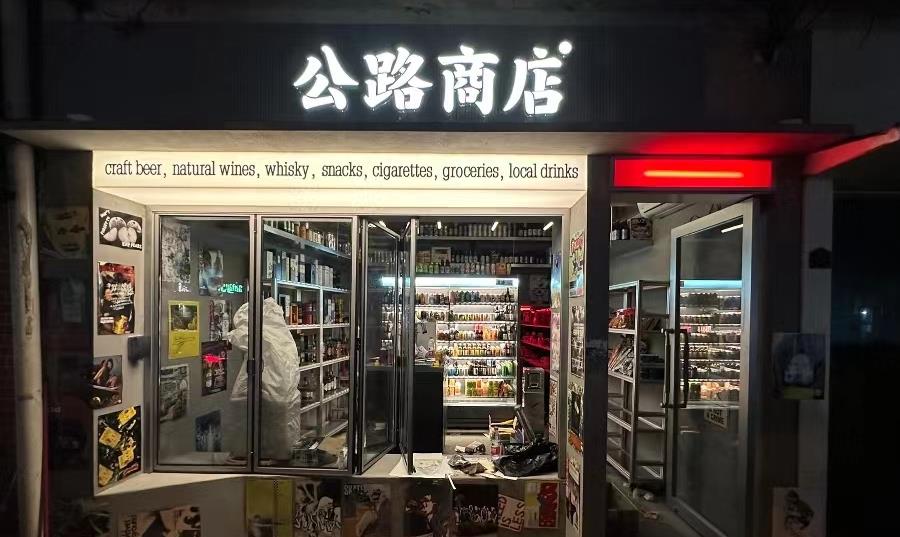 公路商店
craft beer, natural wines, whisky, snacks, cigarettes, groceries, local drinks